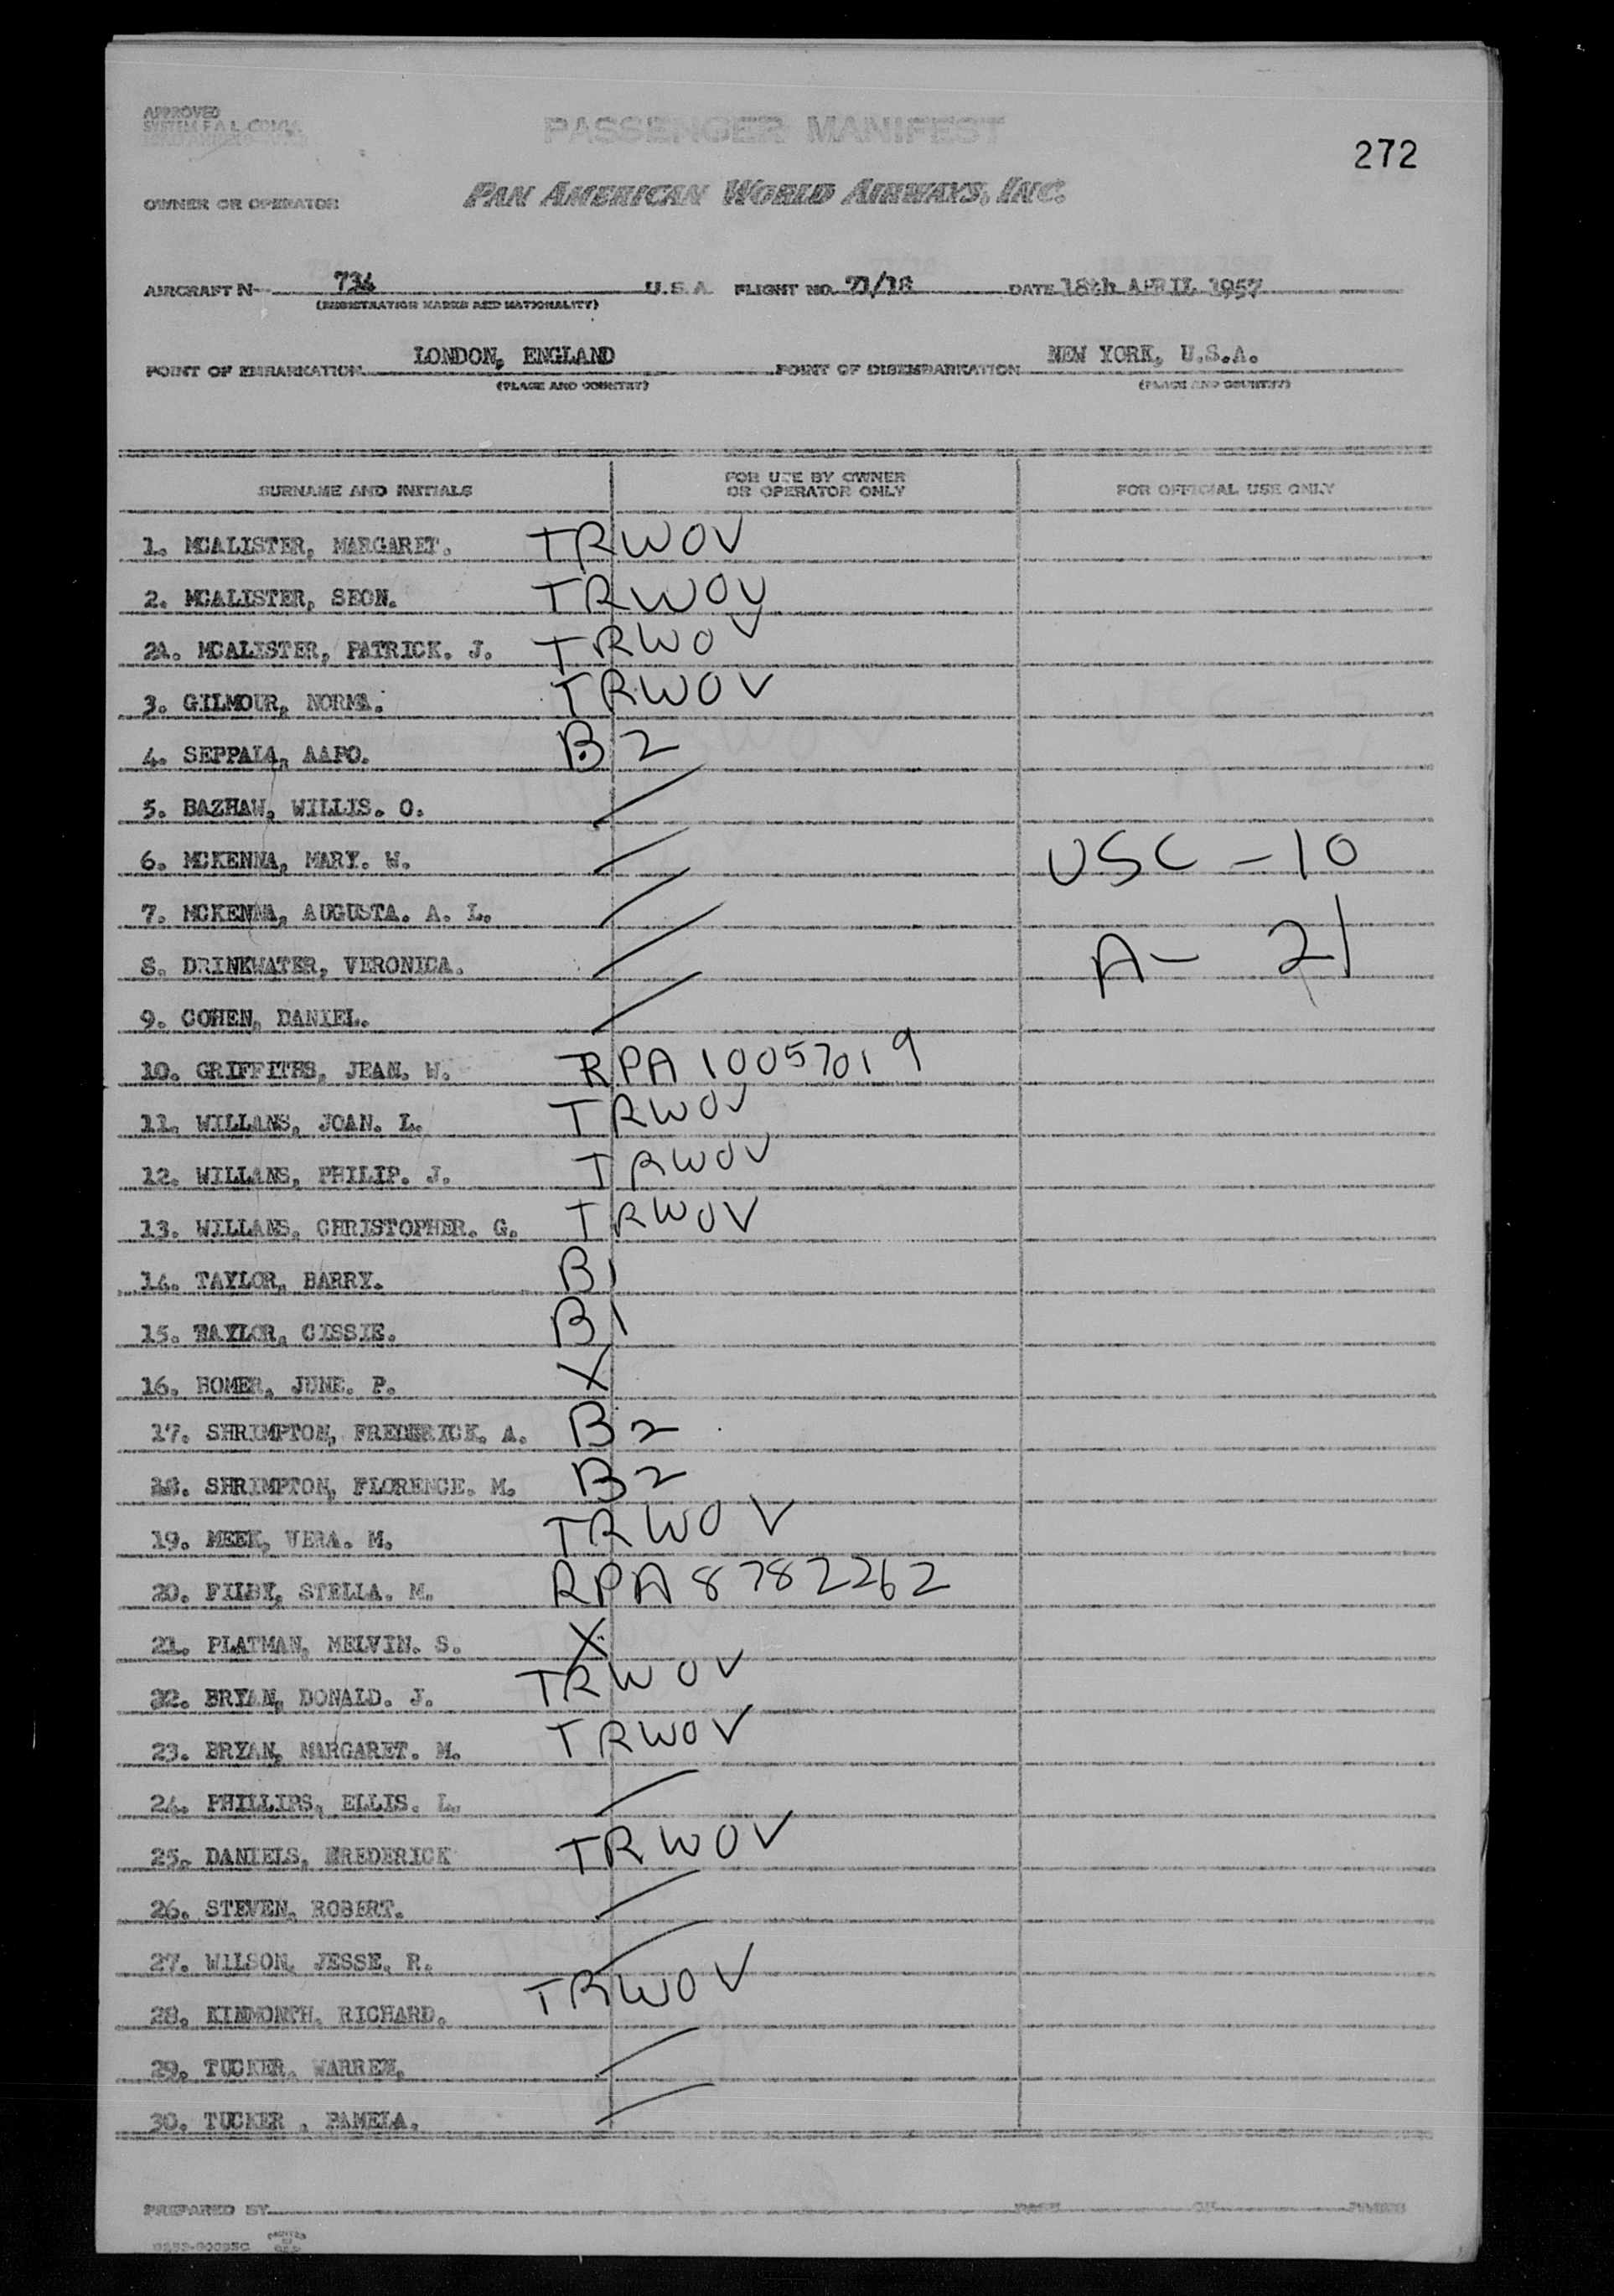 APPROVED
SYSTEM F.A.L. COM.
PASSENGER MANIFEST
272
OWNER OR OPERATOR
PAN AMERICAN WORLD AIRWAYS, INC.
AIRCRAFT N- 734 U.S.A. FLIGHT NO. 71/18 DATE 18th APRIL 1957
(REGISTRATION MARKS AND NATIONALITY)
POINT OF EMBARKATION LONDON, ENGLAND POINT OF DISEMBARKATION NEW YORK, U.S.A.
(PLACE AND COUNTRY) (PLACE AND COUNTRY)
SURNAME AND INITIALS FOR USE BY OWNER OR OPERATOR ONLY FOR OFFICIAL USE ONLY
1. MCALISTER, MARGARET. TRWOV
2. MCALISTER, SEON. TRWOV
2A. MCALISTER, PATRICK. J. TRWOV
3. GILMOUR, NORMA. TRWOV
4. SEPPALA, AAPO. B2
5. BAZHAW, WILLIS. O.
6. MCKENNA, MARY. W. USC - 10
7. MCKENNA, AUGUSTA. A. L.
8. DRINKWATER, VERONICA. A - 21
9. COHEN, DANIEL.
10. GRIFFITHS, JEAN. W. RPA 10057019
11. WILLANS, JOAN. L. TRWOV
12. WILLANS, PHILIP. J. TRWOV
13. WILLANS, CHRISTOPHER. G. TRWOV
14. TAYLOR, BARRY. B1
15. TAYLOR, CISSIE. B1
16. HOMER, JUNE. P. X
17. SHRIMPTON, FREDERICK. A. B2
18. SHRIMPTON, FLORENCE. M. B2
19. MEEK, VERA. M. TRWOV
20. FILBY, STELLA. M. RPA 8782262
21. PLATMAN, MELVIN. S. X
22. BRYAN, DONALD. J. TRWOV
23. BRYAN, MARGARET. M. TRWOV
24. PHILLIPS, ELLIS. L.
25. DANIELS, FREDERICK TRWOV
26. STEVEN, ROBERT.
27. WILSON, JESSE. R.
28. KINMONTH, RICHARD. TRWOV
29. TUCKER, WARREN.
30. TUCKER , PAMELA.
PREPARED BY PAGE OF